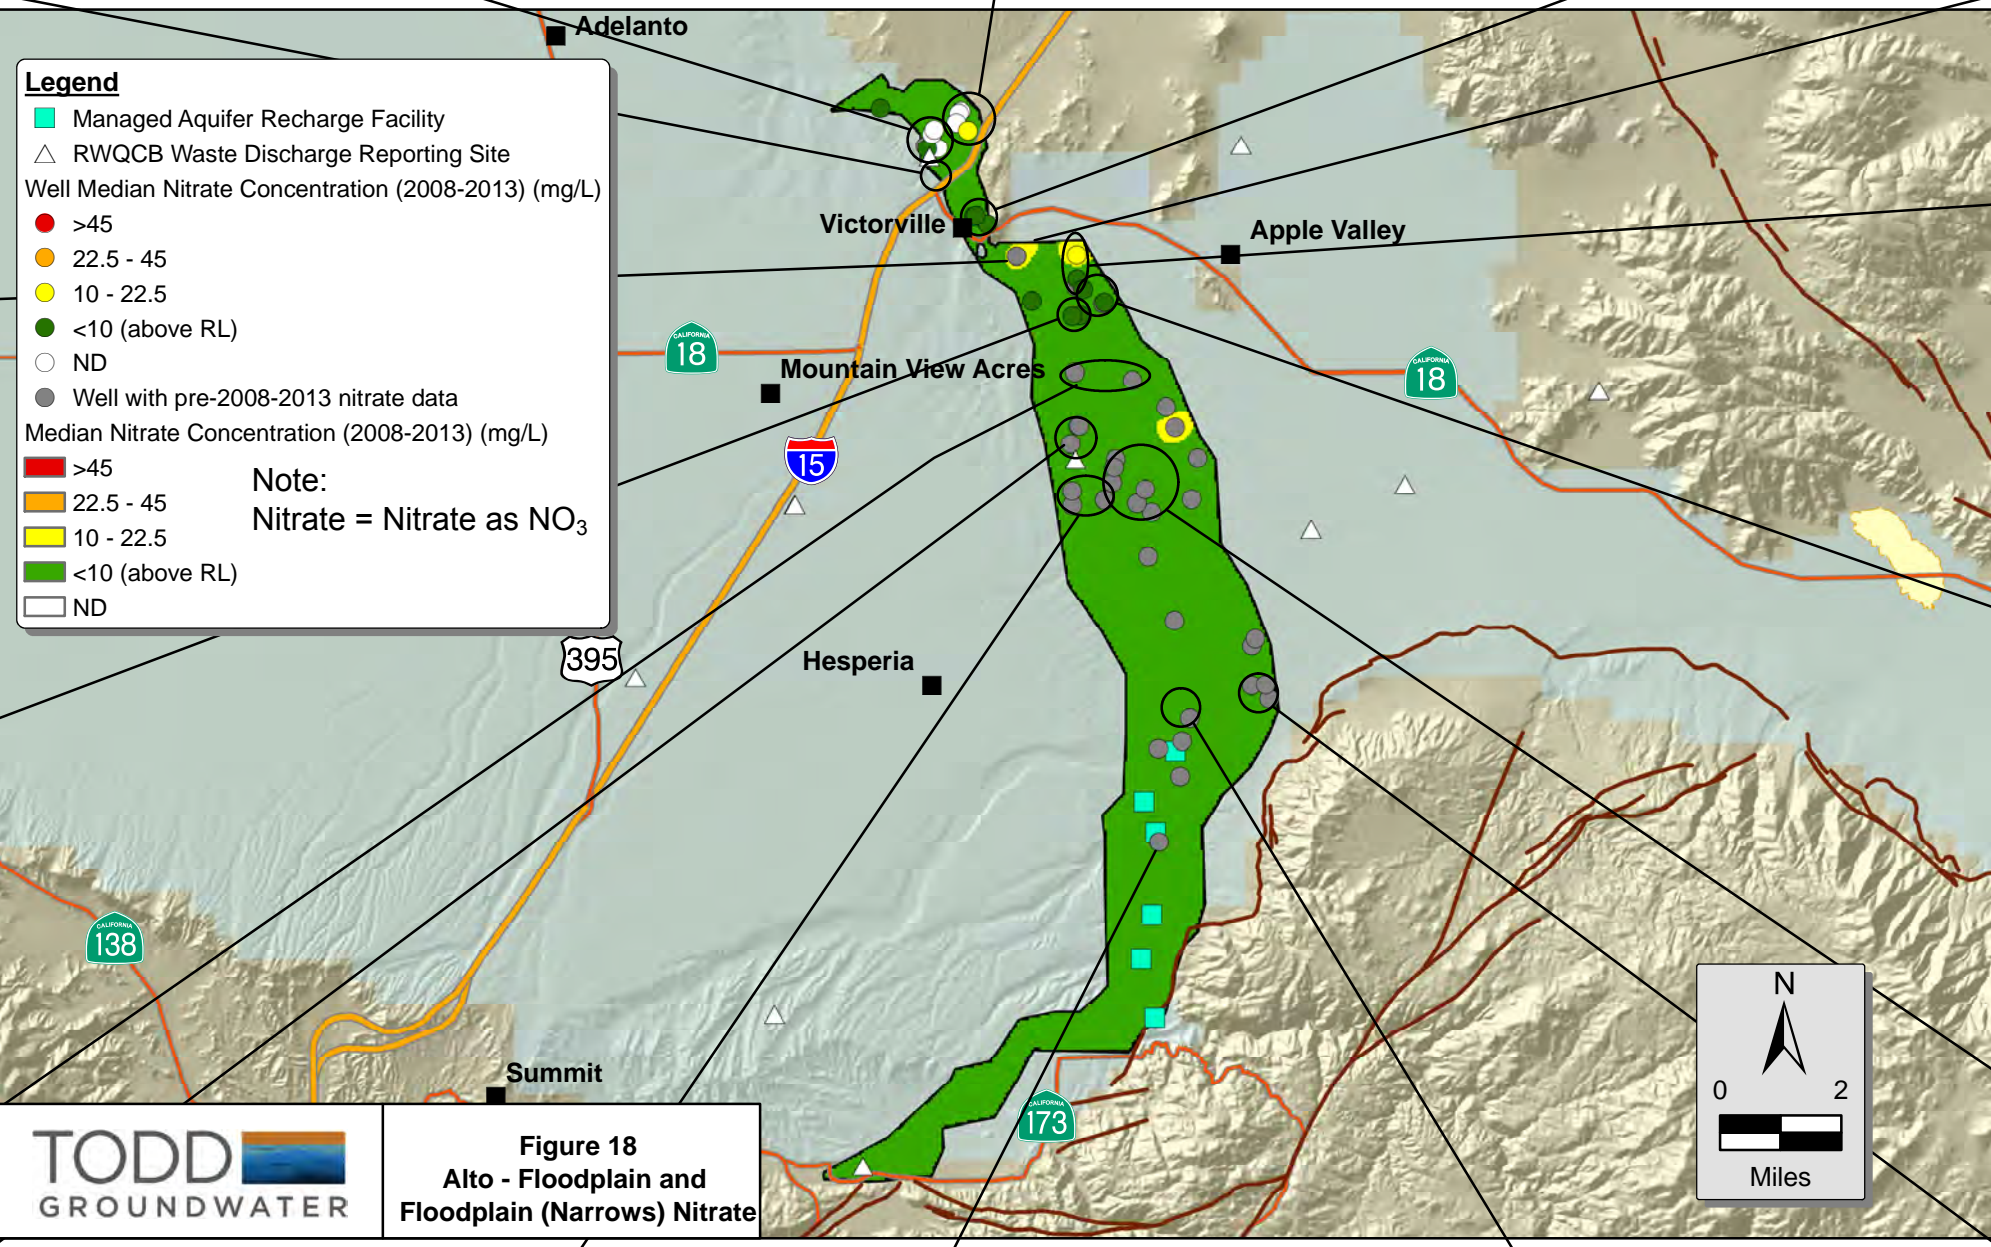 Adelanto
Legend
Managed Aquifer Recharge Facility
RWQCB Waste Discharge Reporting Site
Well Median Nitrate Concentration (2008-2013) (mg/L)
>45
22.5 - 45
10 - 22.5
<10 (above RL)
ND
Well with pre-2008-2013 nitrate data
Median Nitrate Concentration (2008-2013) (mg/L)
>45
22.5 - 45
10 - 22.5
<10 (above RL)
ND
Note:
Nitrate = Nitrate as NO₃
Victorville
Apple Valley
CALIFORNIA
18
Mountain View Acres
CALIFORNIA
18
15
395
Hesperia
CALIFORNIA
138
Summit
CALIFORNIA
173
N
0 2
Miles
TODD
GROUNDWATER
Figure 18
Alto - Floodplain and
Floodplain (Narrows) Nitrate